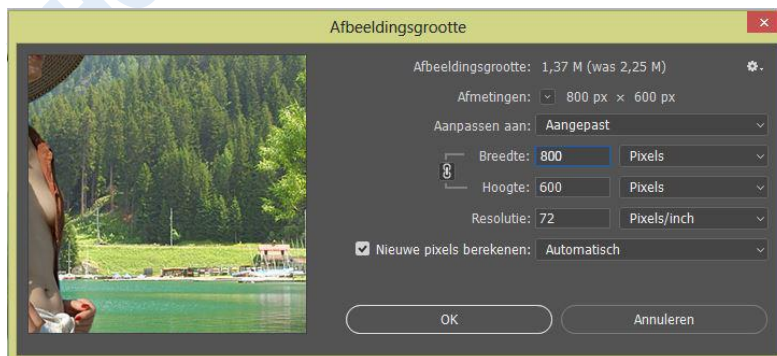 Afbeeldingsgrootte
Afbeeldingsgrootte: 1,37 M (was 2,25 M)
Afmetingen: 800 px × 600 px
Aanpassen aan: Aangepast
Breedte: 800 Pixels
Hoogte: 600 Pixels
Resolutie: 72 Pixels/inch
Nieuwe pixels berekenen: Automatisch
OK Annuleren